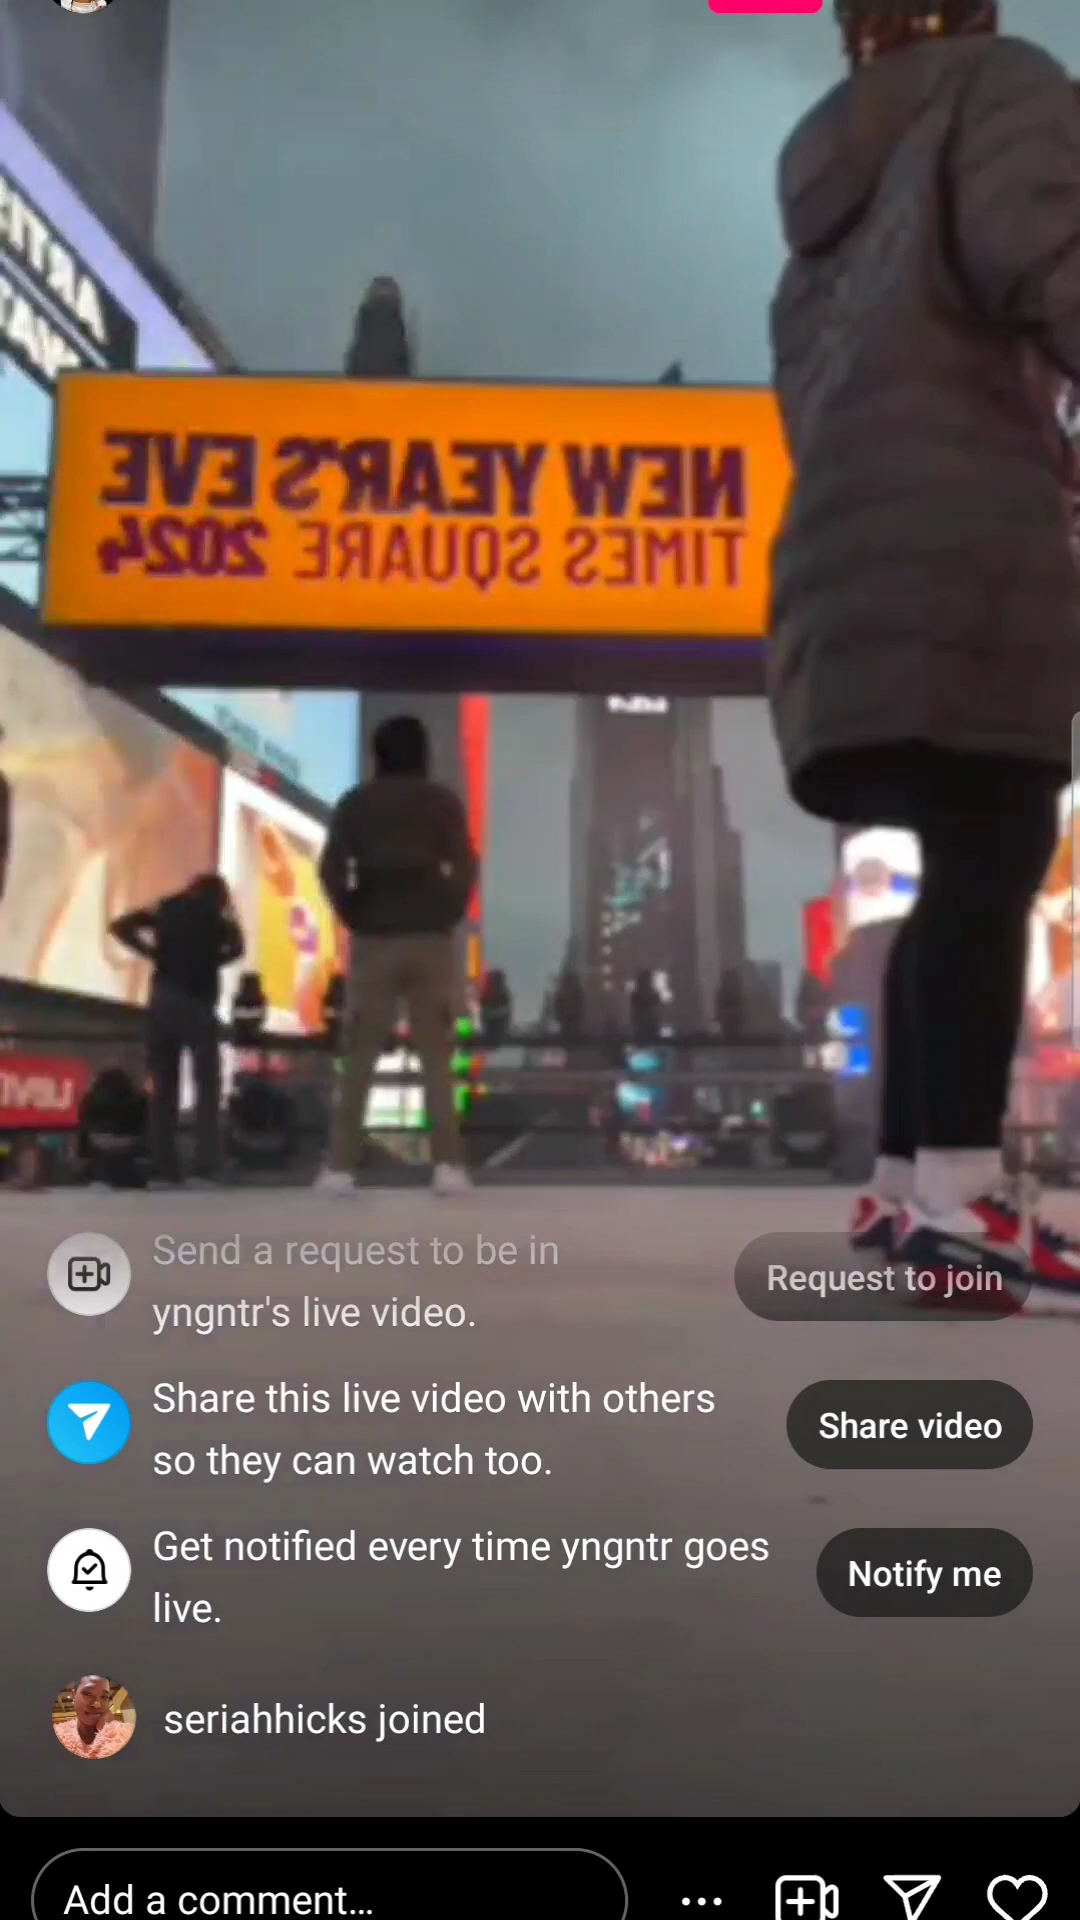 NEW YEAR'S EVE
TIMES SQUARE 2024
Send a request to be in
yngntr's live video.
Request to join
Share this live video with others
so they can watch too.
Share video
Get notified every time yngntr goes
live.
Notify me
seriahhicks joined
Add a comment...